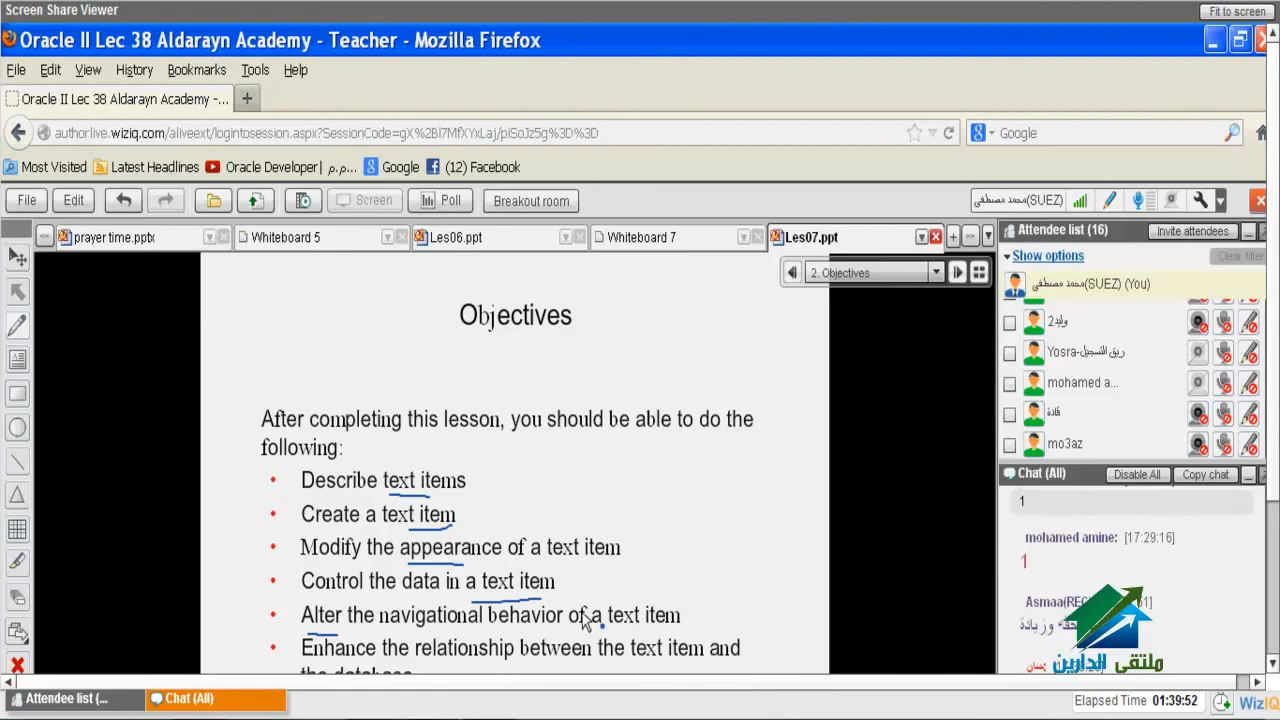 Screen Share Viewer
Fit to screen
Oracle II Lec 38 Aldarayn Academy - Teacher - Mozilla Firefox
File Edit View History Bookmarks Tools Help
Oracle II Lec 38 Aldarayn Academy -...
authorlive.wiziq.com/aliveext/logintosession.aspx?SessionCode=gX%2Bl7MfXYxLaj/piSoJz5g%3D%3D
Google
Most Visited Latest Headlines Oracle Developer| م.م... Google (12) Facebook
File Edit Screen Poll Breakout room
محمد مصطفى(SUEZ)
prayer time.pptx Whiteboard 5 Les06.ppt Whiteboard 7 Les07.ppt
2. Objectives
Objectives
After completing this lesson, you should be able to do the
following:
• Describe text items
• Create a text item
• Modify the appearance of a text item
• Control the data in a text item
• Alter the navigational behavior of a text item
• Enhance the relationship between the text item and
the database
Attendee list (16) Invite attendees
Show options Clear filter
محمد مصطفى(SUEZ) (You)
وليد2
Yosra-فريق التسجيل
mohamed a...
mo3az
Chat (All) Disable All Copy chat
1
mohamed amine: [17:29:16]
1
وزيادة
ملتقى الدارين
Attendee list (... Chat (All)
Elapsed Time 01:39:52
WizIQ